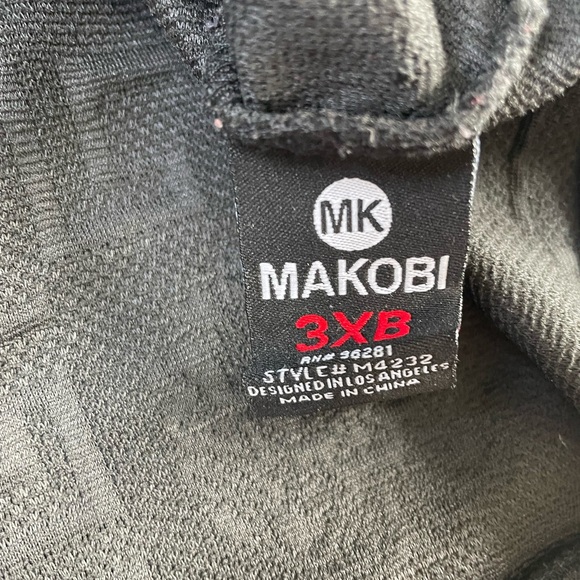 MK
MAKOBI
3XB
RN# 96281
STYLE# M4232
DESIGNED IN LOS ANGELES
MADE IN CHINA